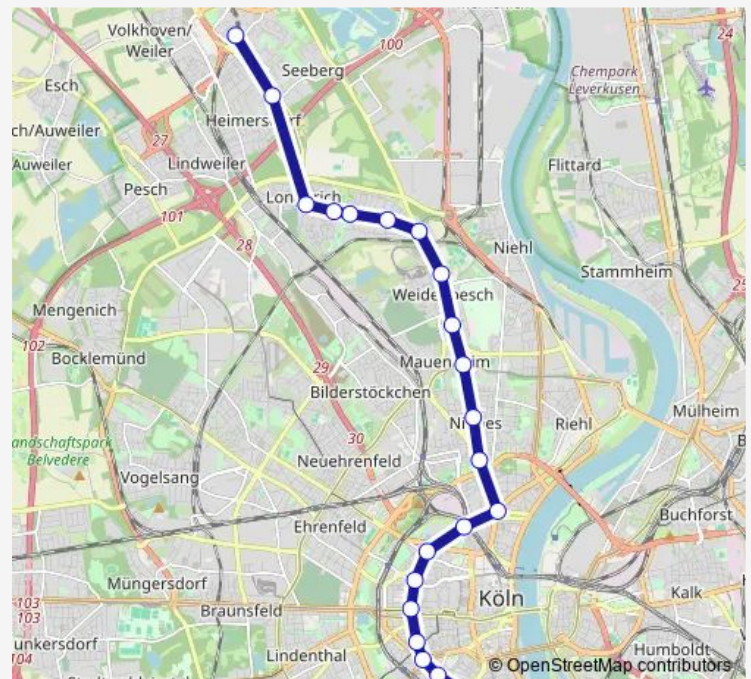 Volkhoven/
Weiler
100
24
Seeberg
Chempark
Leverkusen
Esch
Heimersdorf
ch/Auweiler
27
Lindweiler
Auweiler
Flittard
Pesch
101
28
Niehl
Stammheim
25
Mengenich
102
Bocklemünd
29
Mauenheim
Bilderstöckchen
Mülheim
30
Riehl
andschaftspark
Belvedere
Neuehrenfeld
Vogelsang
Ehrenfeld
Buchforst
Müngersdorf
Köln
Kalk
103
103
Braunsfeld
unkersdorf
104
Lindenthal
Humboldt
© OpenStreetMap contributors